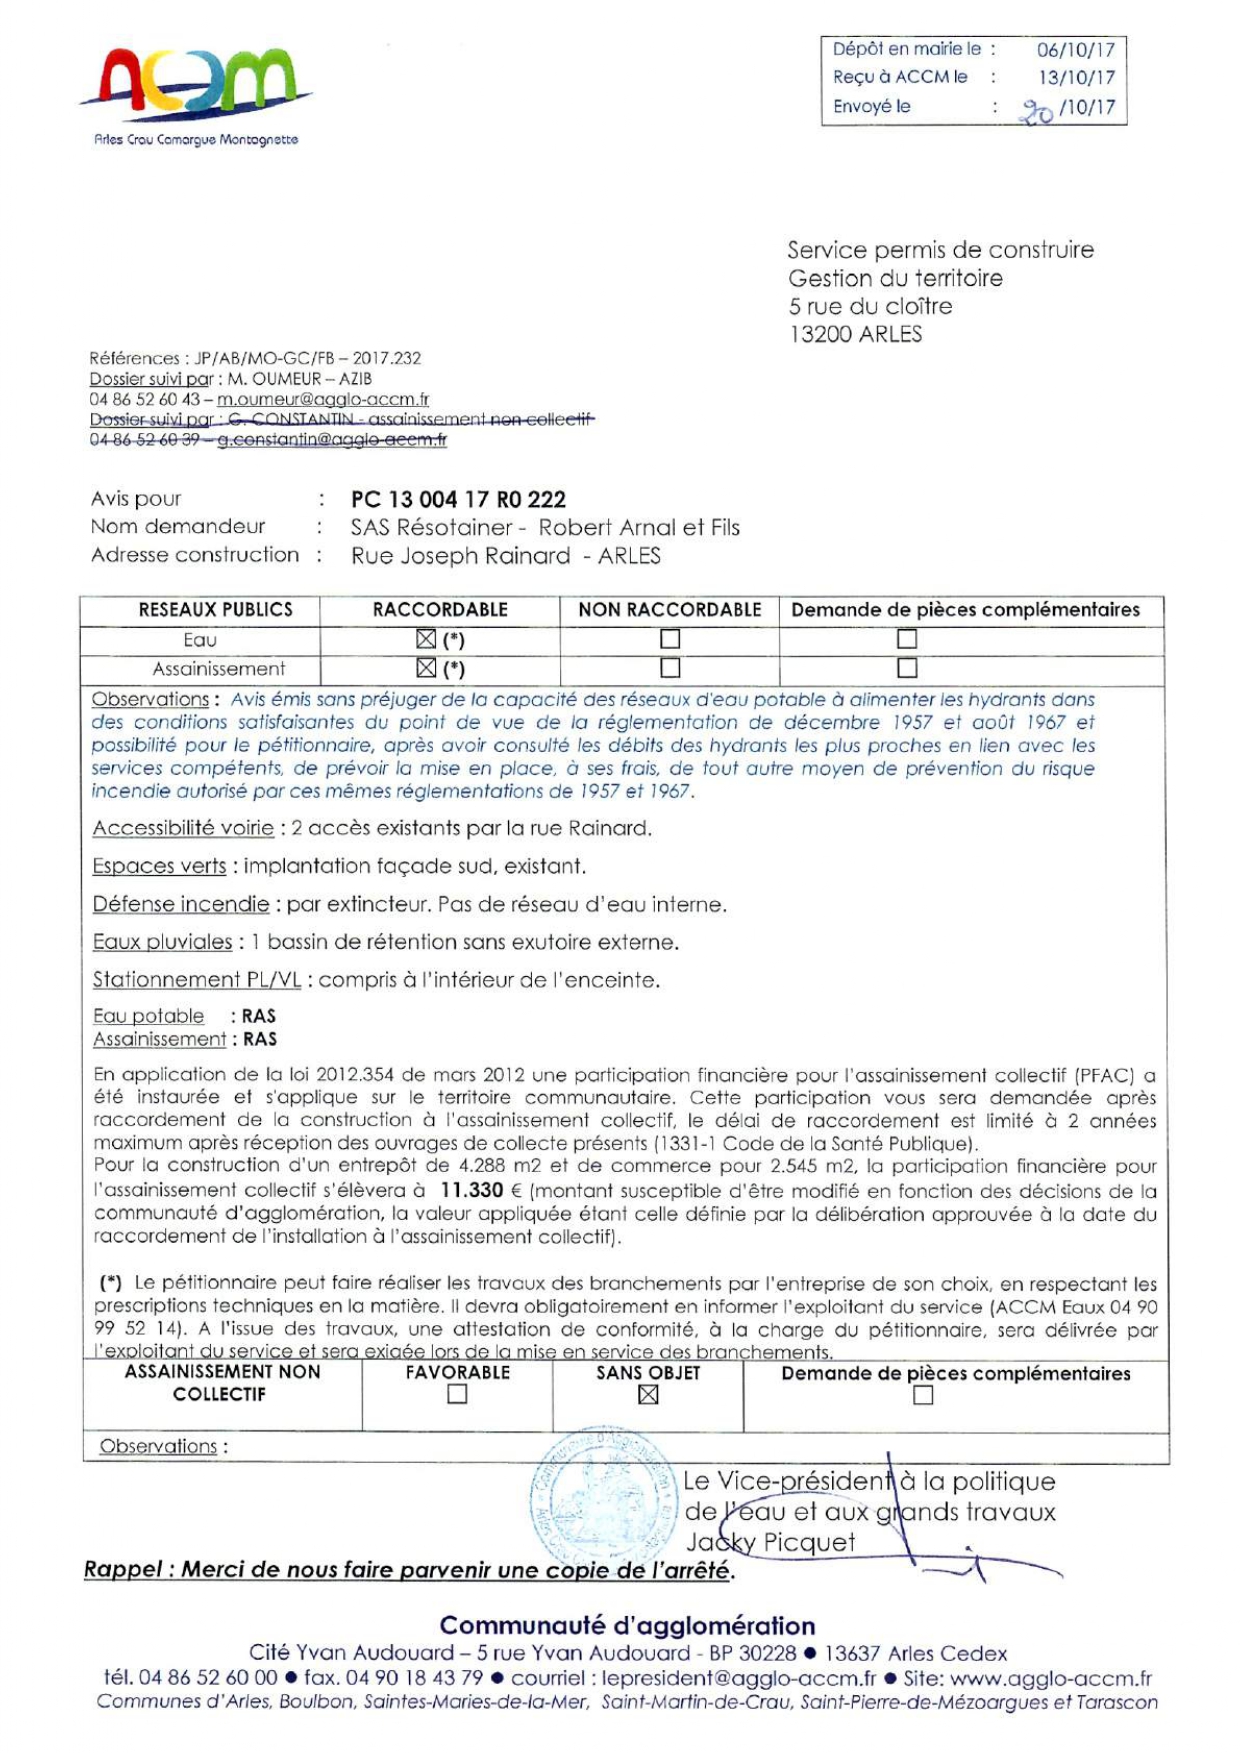 accm
Arles Crau Camargue Montagnette
Dépôt en mairie le : 06/10/17
Reçu à ACCM le : 13/10/17
Envoyé le : 20/10/17
Service permis de construire
Gestion du territoire
5 rue du cloître
13200 ARLES
Références : JP/AB/MO-GC/FB – 2017.232
Dossier suivi par : M. OUMEUR – AZIB
04 86 52 60 43 – m.oumeur@agglo-accm.fr
Dossier suivi par : G. CONSTANTIN - assainissement non collectif
04 86 52 60 39 – g.constantin@agglo-accm.fr
Avis pour : PC 13 004 17 R0 222
Nom demandeur : SAS Résotainer - Robert Arnal et Fils
Adresse construction : Rue Joseph Rainard - ARLES
RESEAUX PUBLICS RACCORDABLE NON RACCORDABLE Demande de pièces complémentaires
Eau ☒ (*) ☐ ☐
Assainissement ☒ (*) ☐ ☐
Observations : Avis émis sans préjuger de la capacité des réseaux d'eau potable à alimenter les hydrants dans
des conditions satisfaisantes du point de vue de la réglementation de décembre 1957 et août 1967 et
possibilité pour le pétitionnaire, après avoir consulté les débits des hydrants les plus proches en lien avec les
services compétents, de prévoir la mise en place, à ses frais, de tout autre moyen de prévention du risque
incendie autorisé par ces mêmes réglementations de 1957 et 1967.
Accessibilité voirie : 2 accès existants par la rue Rainard.
Espaces verts : implantation façade sud, existant.
Défense incendie : par extincteur. Pas de réseau d'eau interne.
Eaux pluviales : 1 bassin de rétention sans exutoire externe.
Stationnement PL/VL : compris à l'intérieur de l'enceinte.
Eau potable : RAS
Assainissement : RAS
En application de la loi 2012.354 de mars 2012 une participation financière pour l'assainissement collectif (PFAC) a
été instaurée et s'applique sur le territoire communautaire. Cette participation vous sera demandée après
raccordement de la construction à l'assainissement collectif, le délai de raccordement est limité à 2 années
maximum après réception des ouvrages de collecte présents (1331-1 Code de la Santé Publique).
Pour la construction d'un entrepôt de 4.288 m2 et de commerce pour 2.545 m2, la participation financière pour
l'assainissement collectif s'élèvera à 11.330 € (montant susceptible d'être modifié en fonction des décisions de la
communauté d'agglomération, la valeur appliquée étant celle définie par la délibération approuvée à la date du
raccordement de l'installation à l'assainissement collectif).
(*) Le pétitionnaire peut faire réaliser les travaux des branchements par l'entreprise de son choix, en respectant les
prescriptions techniques en la matière. Il devra obligatoirement en informer l'exploitant du service (ACCM Eaux 04 90
99 52 14). A l'issue des travaux, une attestation de conformité, à la charge du pétitionnaire, sera délivrée par
l'exploitant du service et sera exigée lors de la mise en service des branchements.
ASSAINISSEMENT NON FAVORABLE SANS OBJET Demande de pièces complémentaires
COLLECTIF ☐ ☒ ☐
Observations :
Le Vice-président à la politique
de l'eau et aux grands travaux
Jacky Picquet
Rappel : Merci de nous faire parvenir une copie de l'arrêté.
Communauté d'agglomération
Cité Yvan Audouard – 5 rue Yvan Audouard - BP 30228 ● 13637 Arles Cedex
tél. 04 86 52 60 00 ● fax. 04 90 18 43 79 ● courriel : lepresident@agglo-accm.fr ● Site: www.agglo-accm.fr
Communes d'Arles, Boulbon, Saintes-Maries-de-la-Mer, Saint-Martin-de-Crau, Saint-Pierre-de-Mézoargues et Tarascon